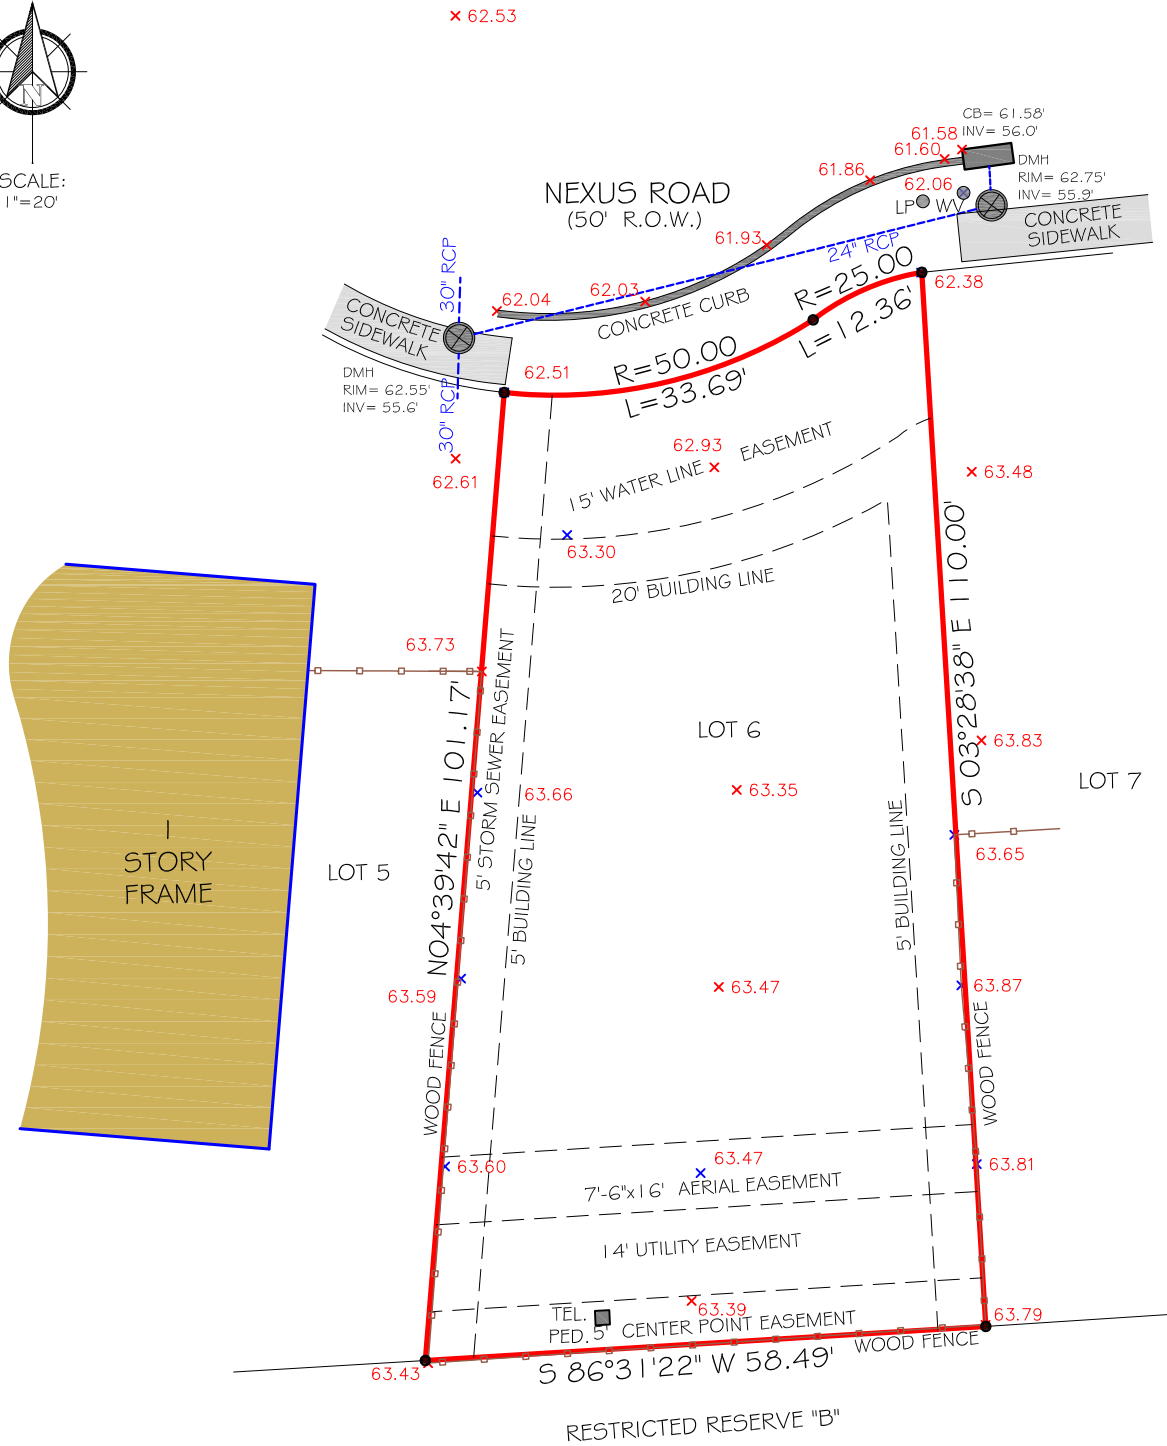 62.53
N
SCALE:
1"=20'
CB= 61.58'
INV= 56.0'
61.58
61.60
DMH
RIM= 62.75'
INV= 55.9'
61.86
62.06
LP
WV
NEXUS ROAD
(50' R.O.W.)
CONCRETE
SIDEWALK
61.93
24" RCP
62.38
30" RCP
62.04
62.03
CONCRETE CURB
R=25.00
L=12.36'
CONCRETE
SIDEWALK
DMH
RIM= 62.55'
INV= 55.6'
30" RCP
62.51
R=50.00
L=33.69'
62.61
62.93
15' WATER LINE EASEMENT
63.48
63.30
20' BUILDING LINE
63.73
N04°39'42" E 101.17'
5' STORM SEWER EASEMENT
5' BUILDING LINE
LOT 6
S 03°28'38" E 110.00'
63.83
LOT 7
63.66
63.35
5' BUILDING LINE
63.65
1
STORY
FRAME
LOT 5
63.59
63.47
63.87
WOOD FENCE
WOOD FENCE
63.60
63.47
63.81
7'-6"x16' AERIAL EASEMENT
14' UTILITY EASEMENT
63.39
TEL.
PED.
5' CENTER POINT EASEMENT
63.79
WOOD FENCE
63.43
S 86°31'22" W 58.49'
RESTRICTED RESERVE "B"